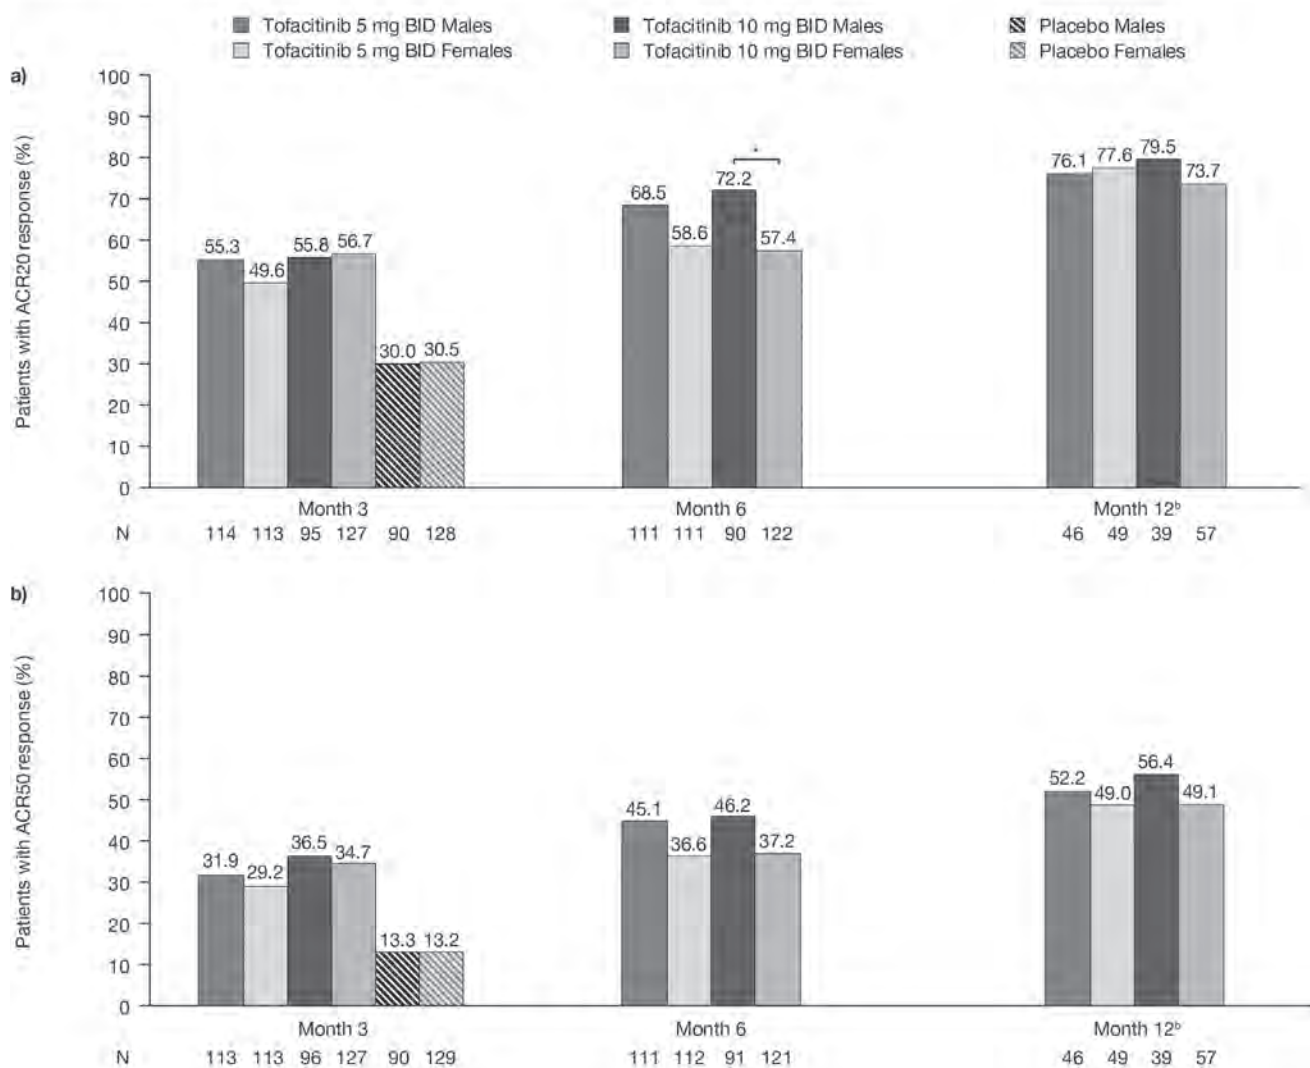 Tofacitinib 5 mg BID Males Tofacitinib 10 mg BID Males Placebo Males
Tofacitinib 5 mg BID Females Tofacitinib 10 mg BID Females Placebo Females
a)
Patients with ACR20 response (%)
100
90
80
70
60
50
40
30
20
10
0
55.3 49.6 55.8 56.7 30.0 30.5
68.5 58.6 72.2 57.4
*
76.1 77.6 79.5 73.7
Month 3 Month 6 Month 12ᵇ
N 114 113 95 127 90 128 111 111 90 122 46 49 39 57
b)
Patients with ACR50 response (%)
100
90
80
70
60
50
40
30
20
10
0
31.9 29.2 36.5 34.7 13.3 13.2
45.1 36.6 46.2 37.2
52.2 49.0 56.4 49.1
Month 3 Month 6 Month 12ᵇ
N 113 113 96 127 90 129 111 112 91 121 46 49 39 57